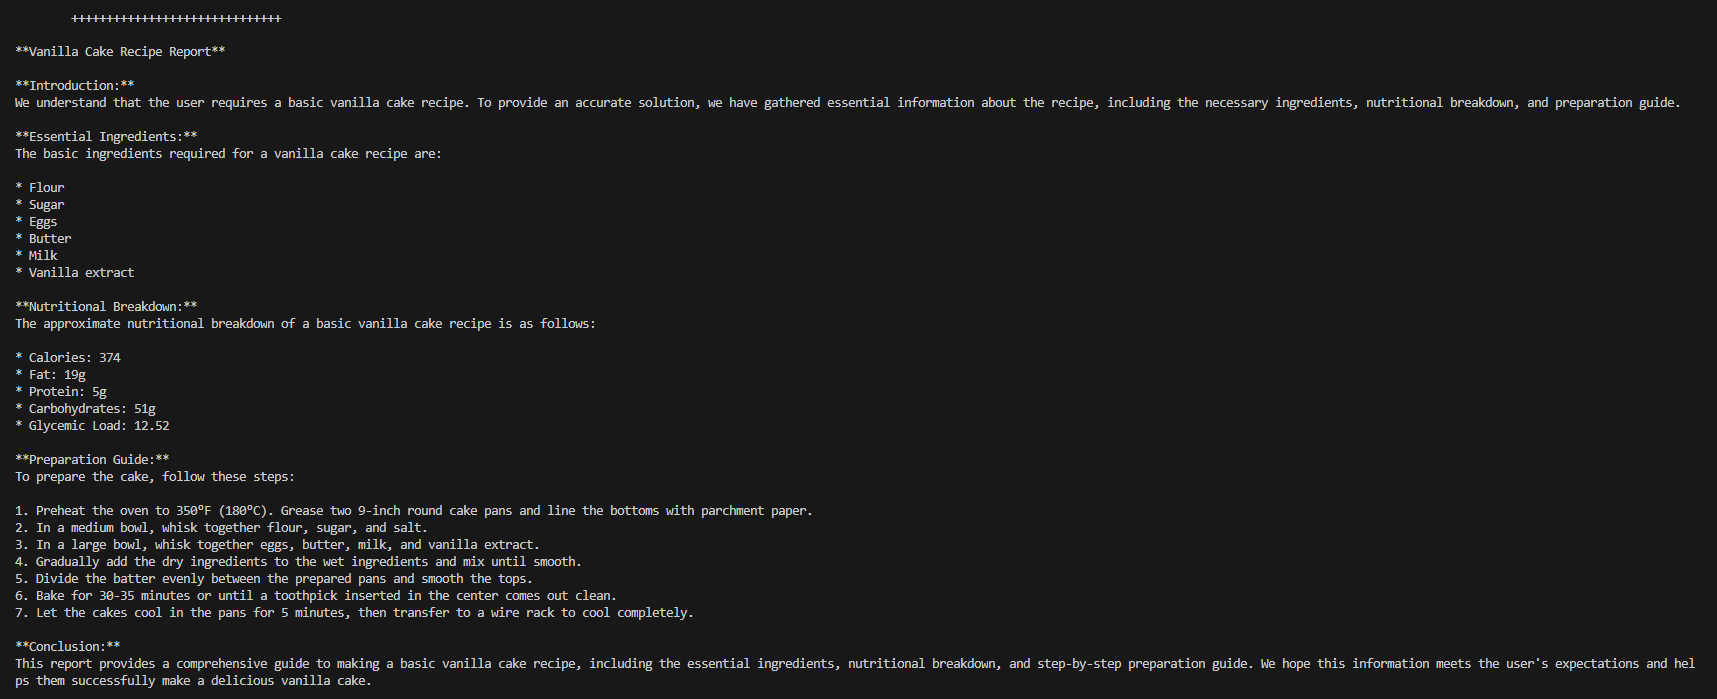 ++++++++++++++++++++++++++++++
**Vanilla Cake Recipe Report**
**Introduction:**
We understand that the user requires a basic vanilla cake recipe. To provide an accurate solution, we have gathered essential information about the recipe, including the necessary ingredients, nutritional breakdown, and preparation guide.
**Essential Ingredients:**
The basic ingredients required for a vanilla cake recipe are:
* Flour
* Sugar
* Eggs
* Butter
* Milk
* Vanilla extract
**Nutritional Breakdown:**
The approximate nutritional breakdown of a basic vanilla cake recipe is as follows:
* Calories: 374
* Fat: 19g
* Protein: 5g
* Carbohydrates: 51g
* Glycemic Load: 12.52
**Preparation Guide:**
To prepare the cake, follow these steps:
1. Preheat the oven to 350°F (180°C). Grease two 9-inch round cake pans and line the bottoms with parchment paper.
2. In a medium bowl, whisk together flour, sugar, and salt.
3. In a large bowl, whisk together eggs, butter, milk, and vanilla extract.
4. Gradually add the dry ingredients to the wet ingredients and mix until smooth.
5. Divide the batter evenly between the prepared pans and smooth the tops.
6. Bake for 30-35 minutes or until a toothpick inserted in the center comes out clean.
7. Let the cakes cool in the pans for 5 minutes, then transfer to a wire rack to cool completely.
**Conclusion:**
This report provides a comprehensive guide to making a basic vanilla cake recipe, including the essential ingredients, nutritional breakdown, and step-by-step preparation guide. We hope this information meets the user's expectations and hel
ps them successfully make a delicious vanilla cake.